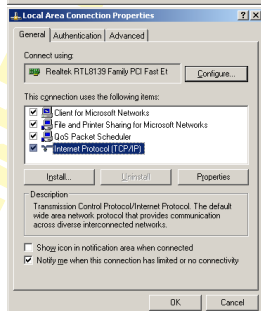 Local Area Connection Properties
General Authentication Advanced
Connect using:
Realtek RTL8139 Family PCI Fast Et
Configure...
This connection uses the following items:
Client for Microsoft Networks
File and Printer Sharing for Microsoft Networks
QoS Packet Scheduler
Internet Protocol (TCP/IP)
Install... Uninstall Properties
Description
Transmission Control Protocol/Internet Protocol. The default
wide area network protocol that provides communication
across diverse interconnected networks.
Show icon in notification area when connected
Notify me when this connection has limited or no connectivity
OK Cancel